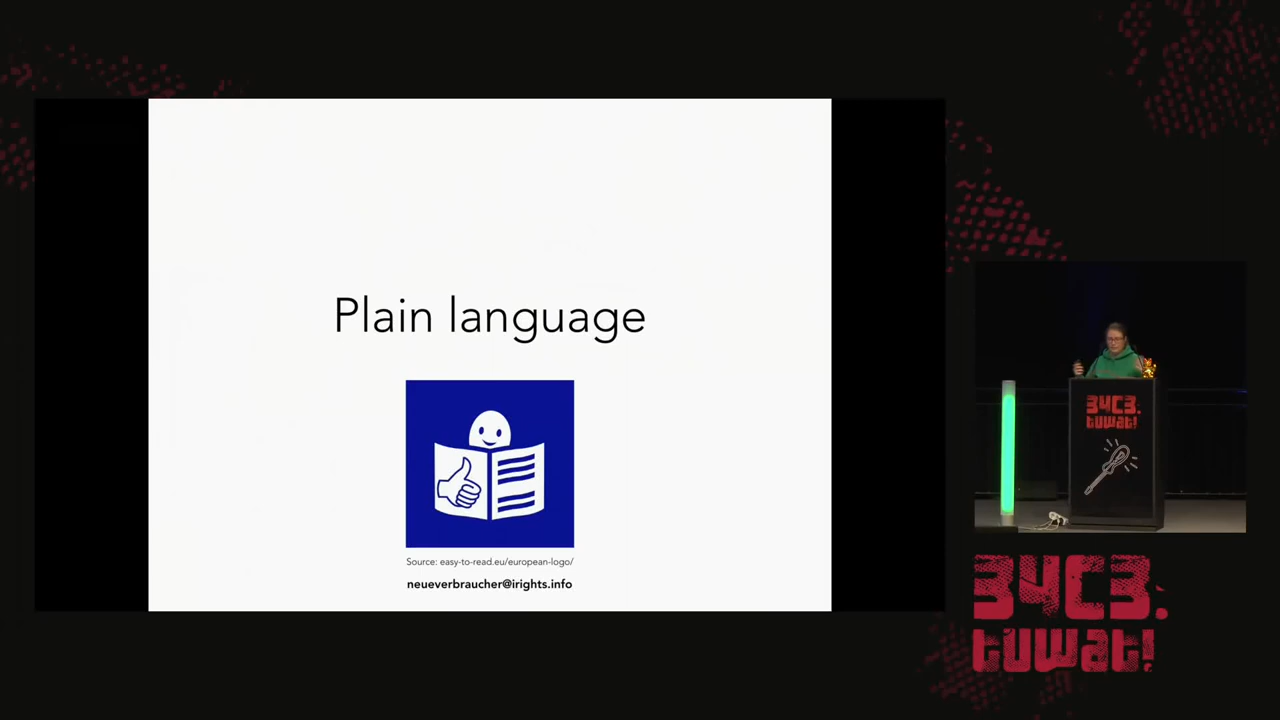 Plain language
Source: easy-to-read.eu/european-logo/
neueverbraucher@irights.info
34C3.
tuwat!
34C3.
tuwat!